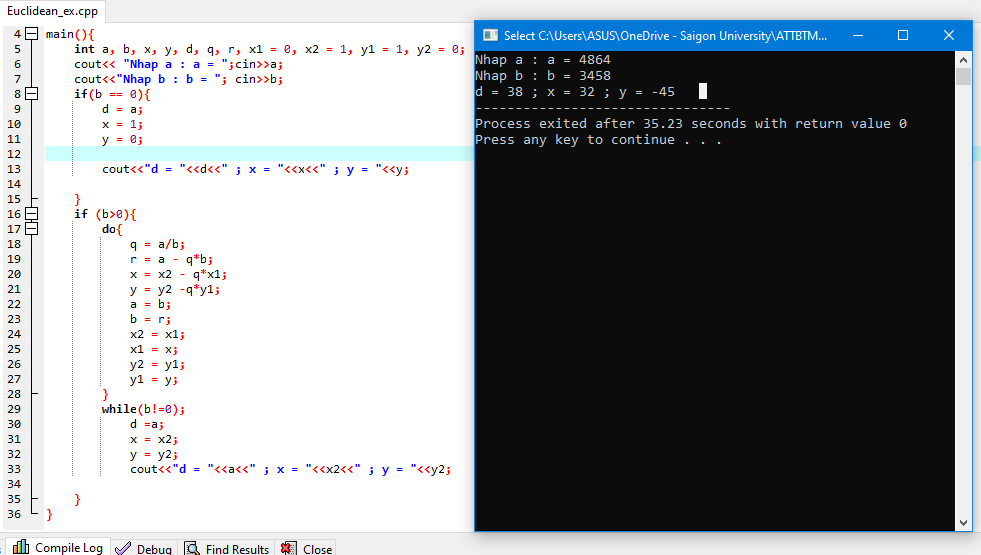 Euclidean_ex.cpp
4 main(){
5 int a, b, x, y, d, q, r, x1 = 0, x2 = 1, y1 = 1, y2 = 0;
6 cout<< "Nhap a : a = ";cin>>a;
7 cout<<"Nhap b : b = "; cin>>b;
8 if(b == 0){
9 d = a;
10 x = 1;
11 y = 0;
12
13 cout<<"d = "<<d<<" ; x = "<<x<<" ; y = "<<y;
14
15 }
16 if (b>0){
17 do{
18 q = a/b;
19 r = a - q*b;
20 x = x2 - q*x1;
21 y = y2 -q*y1;
22 a = b;
23 b = r;
24 x2 = x1;
25 x1 = x;
26 y2 = y1;
27 y1 = y;
28 }
29 while(b!=0);
30 d =a;
31 x = x2;
32 y = y2;
33 cout<<"d = "<<a<<" ; x = "<<x2<<" ; y = "<<y2;
34
35 }
36 }
Select C:\Users\ASUS\OneDrive - Saigon University\ATTBTM...
Nhap a : a = 4864
Nhap b : b = 3458
d = 38 ; x = 32 ; y = -45
--------------------------------
Process exited after 35.23 seconds with return value 0
Press any key to continue . . .
Compile Log Debug Find Results Close